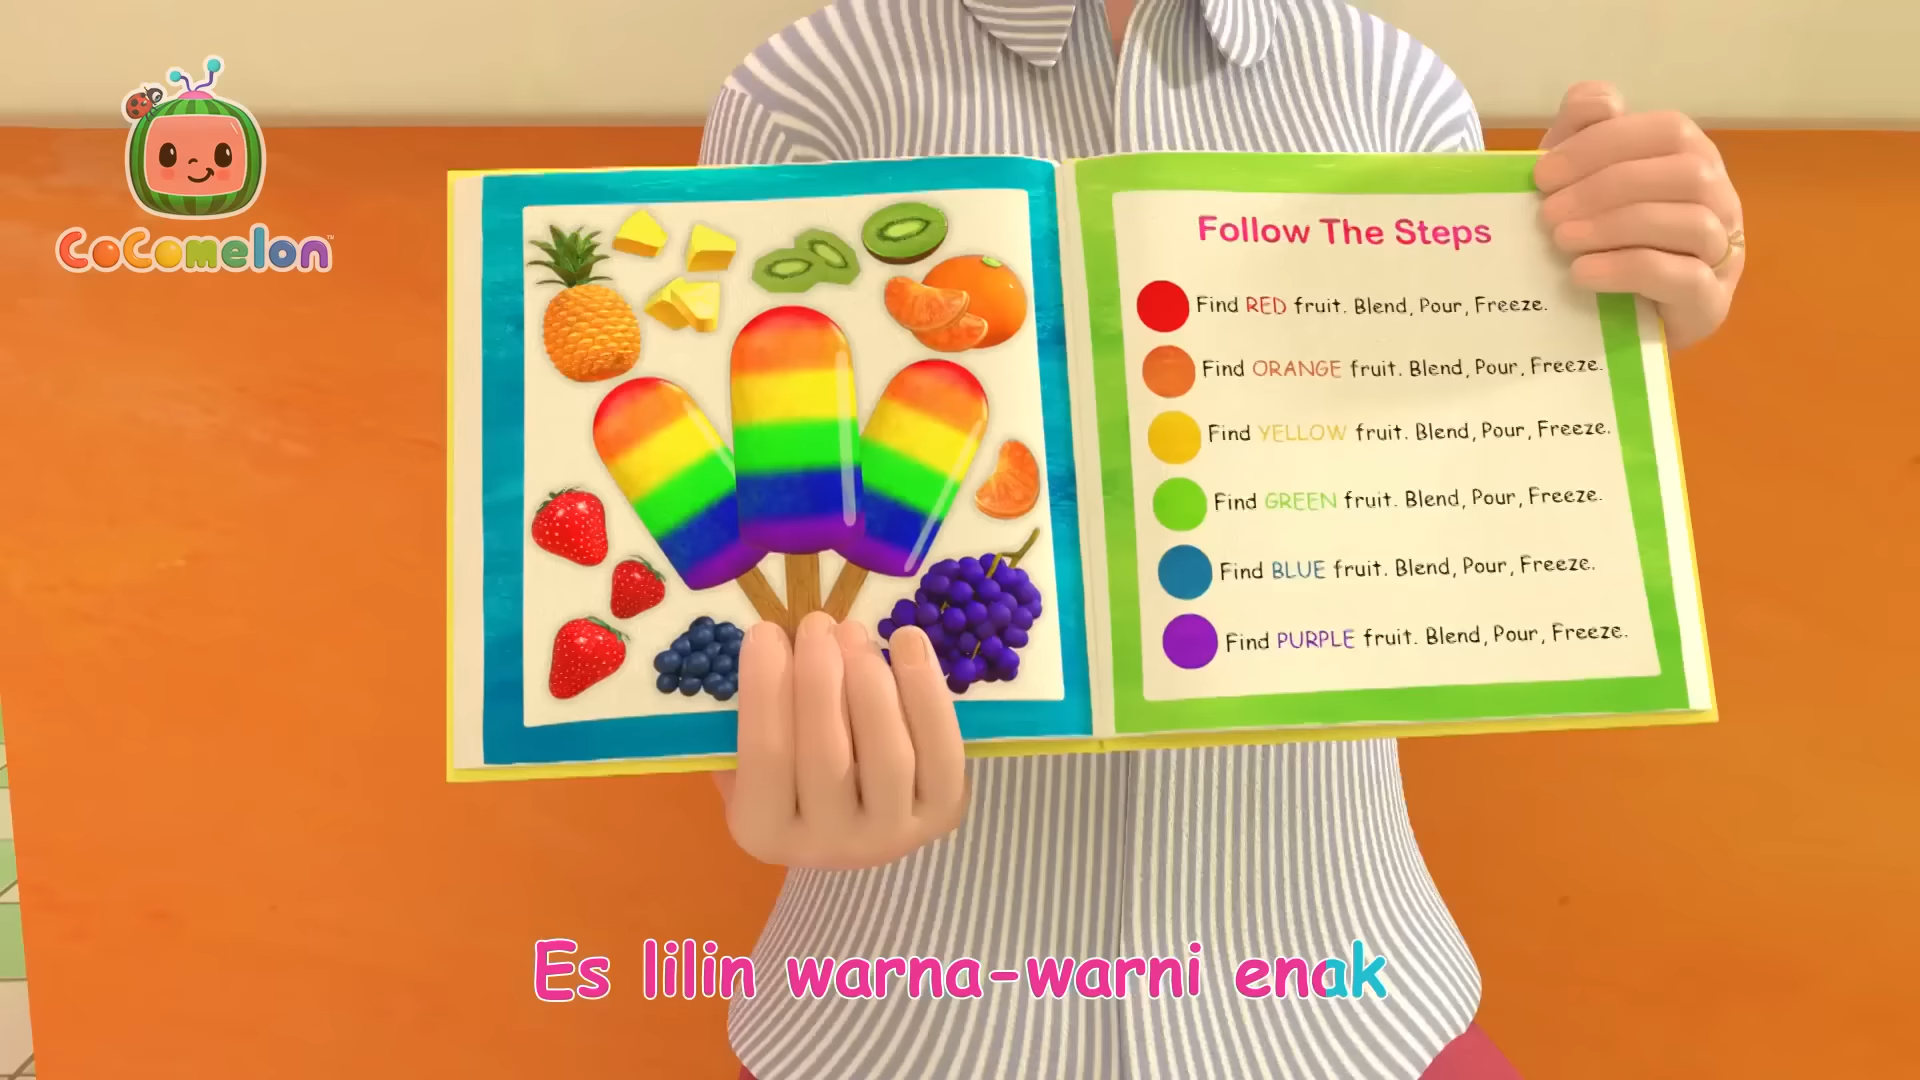 CoCoMelon™
Follow The Steps
Find RED fruit. Blend, Pour, Freeze.
Find ORANGE fruit. Blend, Pour, Freeze.
Find YELLOW fruit. Blend, Pour, Freeze.
Find GREEN fruit. Blend, Pour, Freeze.
Find BLUE fruit. Blend, Pour, Freeze.
Find PURPLE fruit. Blend, Pour, Freeze.
Es lilin warna-warni enak